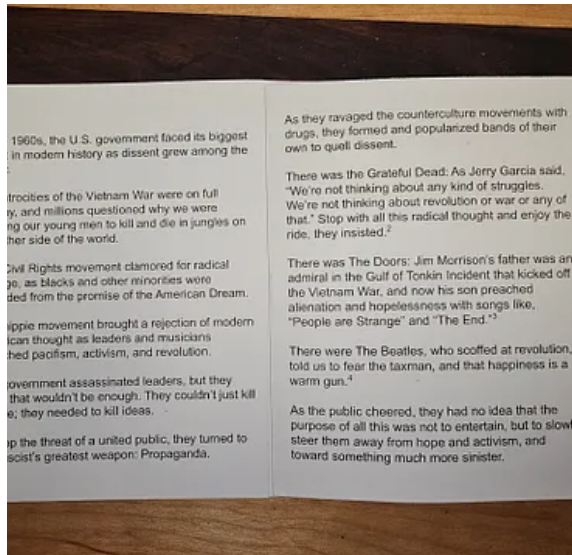 1960s, the U.S. government faced its biggest
in modern history as dissent grew among the
trocities of the Vietnam War were on full
y, and millions questioned why we were
ng our young men to kill and die in jungles on
her side of the world.
Civil Rights movement clamored for radical
ge, as blacks and other minorities were
ded from the promise of the American Dream.
ippie movement brought a rejection of modern
ican thought as leaders and musicians
hed pacifism, activism, and revolution.
overnment assassinated leaders, but they
that wouldn't be enough. They couldn't just kill
e; they needed to kill ideas.
op the threat of a united public, they turned to
scist's greatest weapon: Propaganda.
As they ravaged the counterculture movements with
drugs, they formed and popularized bands of their
own to quell dissent.
There was the Grateful Dead: As Jerry Garcia said,
"We're not thinking about any kind of struggles.
We're not thinking about revolution or war or any of
that." Stop with all this radical thought and enjoy the
ride, they insisted.2
There was The Doors: Jim Morrison's father was an
admiral in the Gulf of Tonkin Incident that kicked off
the Vietnam War, and now his son preached
alienation and hopelessness with songs like,
"People are Strange" and "The End."3
There were The Beatles, who scoffed at revolution,
told us to fear the taxman, and that happiness is a
warm gun.4
As the public cheered, they had no idea that the
purpose of all this was not to entertain, but to slowl
steer them away from hope and activism, and
toward something much more sinister.